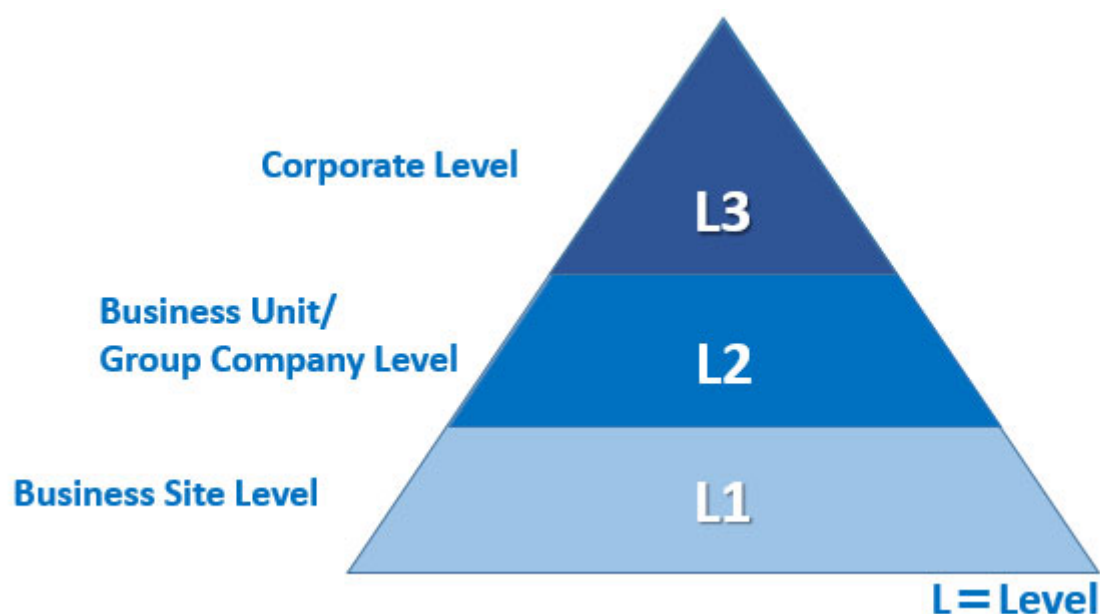 Corporate Level
L3
Business Unit/
Group Company Level
L2
Business Site Level
L1
L = Level